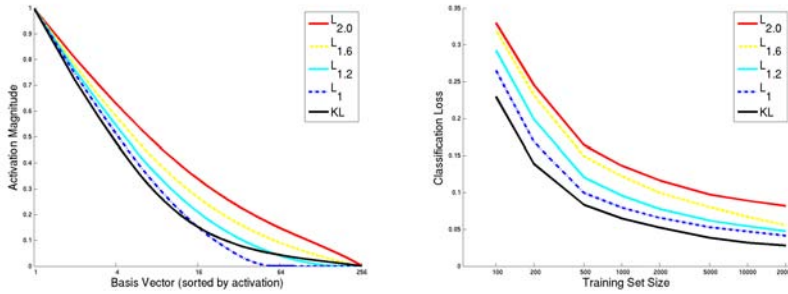 1
0.9
0.8
0.7
0.6
0.5
0.4
0.3
0.2
0.1
0
1
4
16
64
256
Activation Magnitude
Basis Vector (sorted by activation)
L2.0
L1.6
L1.2
L1
KL
0.35
0.3
0.25
0.2
0.15
0.1
0.05
0
100
200
500
1000
2000
5000
10000
2000
Classification Loss
Training Set Size
L2.0
L1.6
L1.2
L1
KL